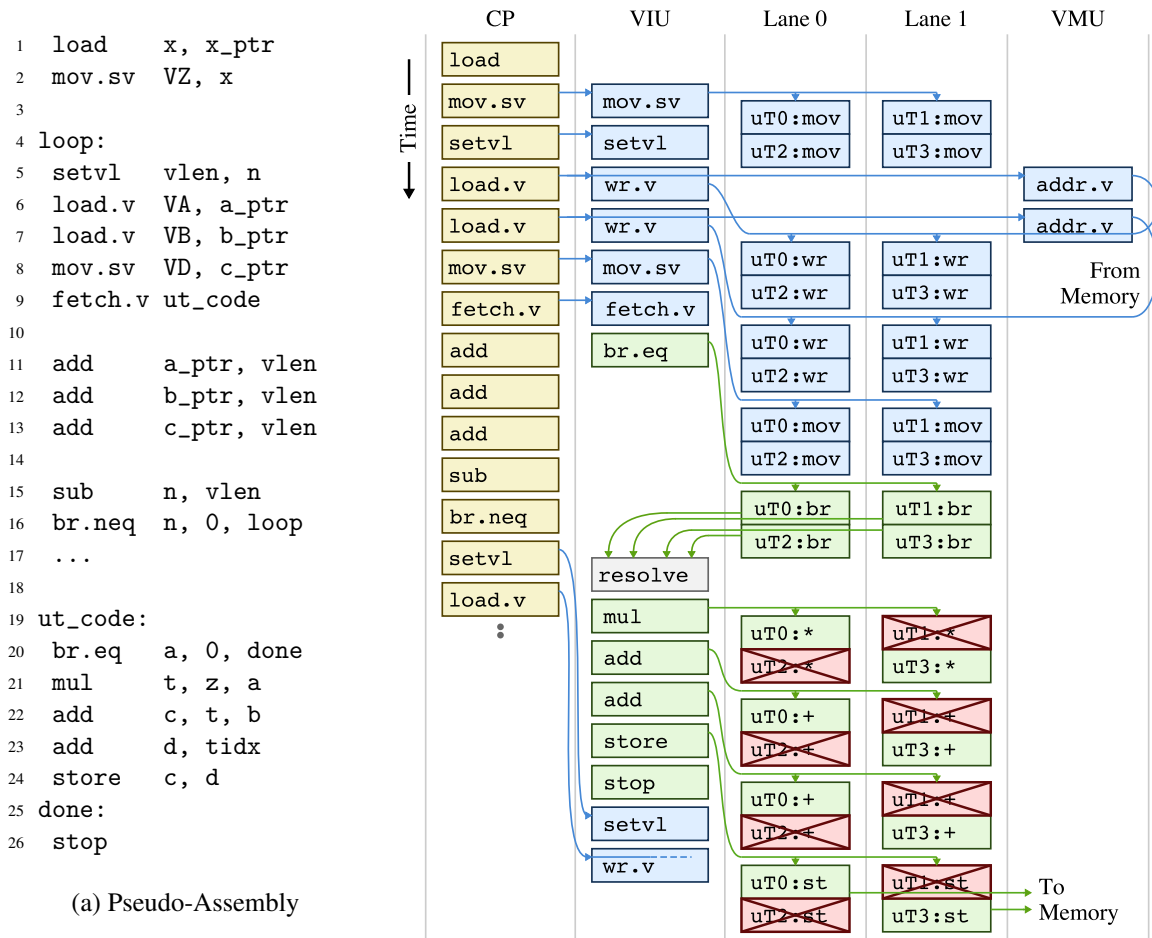 1 load x, x_ptr
2 mov.sv VZ, x
3
4 loop:
5 setvl vlen, n
6 load.v VA, a_ptr
7 load.v VB, b_ptr
8 mov.sv VD, c_ptr
9 fetch.v ut_code
10
11 add a_ptr, vlen
12 add b_ptr, vlen
13 add c_ptr, vlen
14
15 sub n, vlen
16 br.neq n, 0, loop
17 ...
18
19 ut_code:
20 br.eq a, 0, done
21 mul t, z, a
22 add c, t, b
23 add d, tidx
24 store c, d
25 done:
26 stop
(a) Pseudo-Assembly
Time
CP
load
mov.sv
setvl
load.v
load.v
mov.sv
fetch.v
add
add
add
sub
br.neq
setvl
load.v
VIU
mov.sv
setvl
wr.v
wr.v
mov.sv
fetch.v
br.eq
resolve
mul
add
add
store
stop
setvl
wr.v
Lane 0
uT0:mov
uT2:mov
uT0:wr
uT2:wr
uT0:wr
uT2:wr
uT0:mov
uT2:mov
uT0:br
uT2:br
uT0:*
uT2:*
uT0:+
uT2:+
uT0:+
uT2:+
uT0:st
uT2:st
Lane 1
uT1:mov
uT3:mov
uT1:wr
uT3:wr
uT1:wr
uT3:wr
uT1:mov
uT3:mov
uT1:br
uT3:br
uT1:*
uT3:*
uT1:+
uT3:+
uT1:+
uT3:+
uT1:st
uT3:st
VMU
addr.v
addr.v
From
Memory
To
Memory